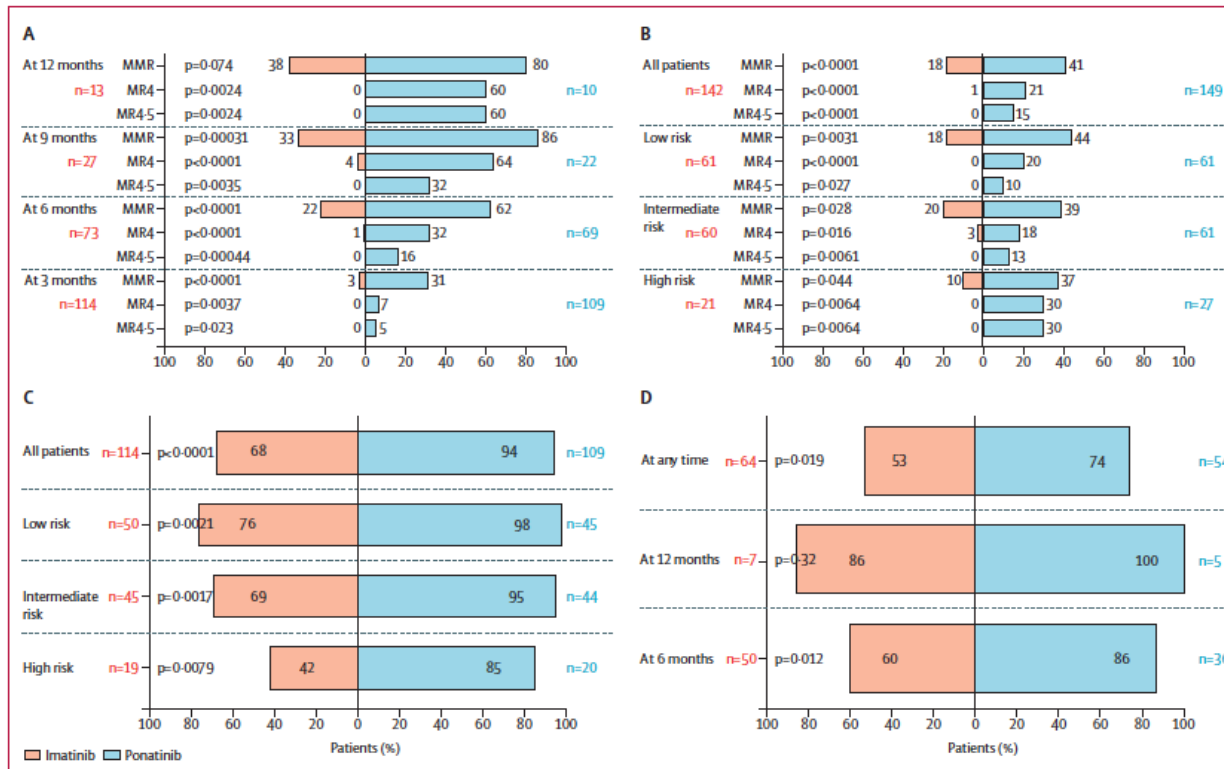 A
At 12 months MMR p=0·074 38 80
n=13 MR4 p=0·0024 0 60 n=10
MR4·5 p=0·0024 0 60
At 9 months MMR p=0·00031 33 86
n=27 MR4 p<0·0001 4 64 n=22
MR4·5 p=0·0035 0 32
At 6 months MMR p<0·0001 22 62
n=73 MR4 p<0·0001 1 32 n=69
MR4·5 p=0·00044 0 16
At 3 months MMR p<0·0001 3 31
n=114 MR4 p=0·0037 0 7 n=109
MR4·5 p=0·023 0 5
100 80 60 40 20 0 20 40 60 80 100
B
All patients MMR p<0·0001 18 41
n=142 MR4 p<0·0001 1 21 n=149
MR4·5 p<0·0001 0 15
Low risk MMR p=0·0031 18 44
n=61 MR4 p<0·0001 0 20 n=61
MR4·5 p=0·027 0 10
Intermediate MMR p=0·028 20 39
risk n=60 MR4 p=0·016 3 18 n=61
MR4·5 p=0·0061 0 13
High risk MMR p=0·044 10 37
n=21 MR4 p=0·0064 0 30 n=27
MR4·5 p=0·0064 0 30
100 80 60 40 20 0 20 40 60 80 100
C
All patients n=114 p<0·0001 68 94 n=109
Low risk n=50 p=0·0021 76 98 n=45
Intermediate n=45 p=0·0017 69 95 n=44
risk
High risk n=19 p=0·0079 42 85 n=20
100 80 60 40 20 0 20 40 60 80 100
Patients (%)
Imatinib Ponatinib
D
At any time n=64 p=0·019 53 74 n=54
At 12 months n=7 p=0·32 86 100 n=5
At 6 months n=50 p=0·012 60 86
100 80 60 40 20 0 20 40 60 80 100
Patients (%)